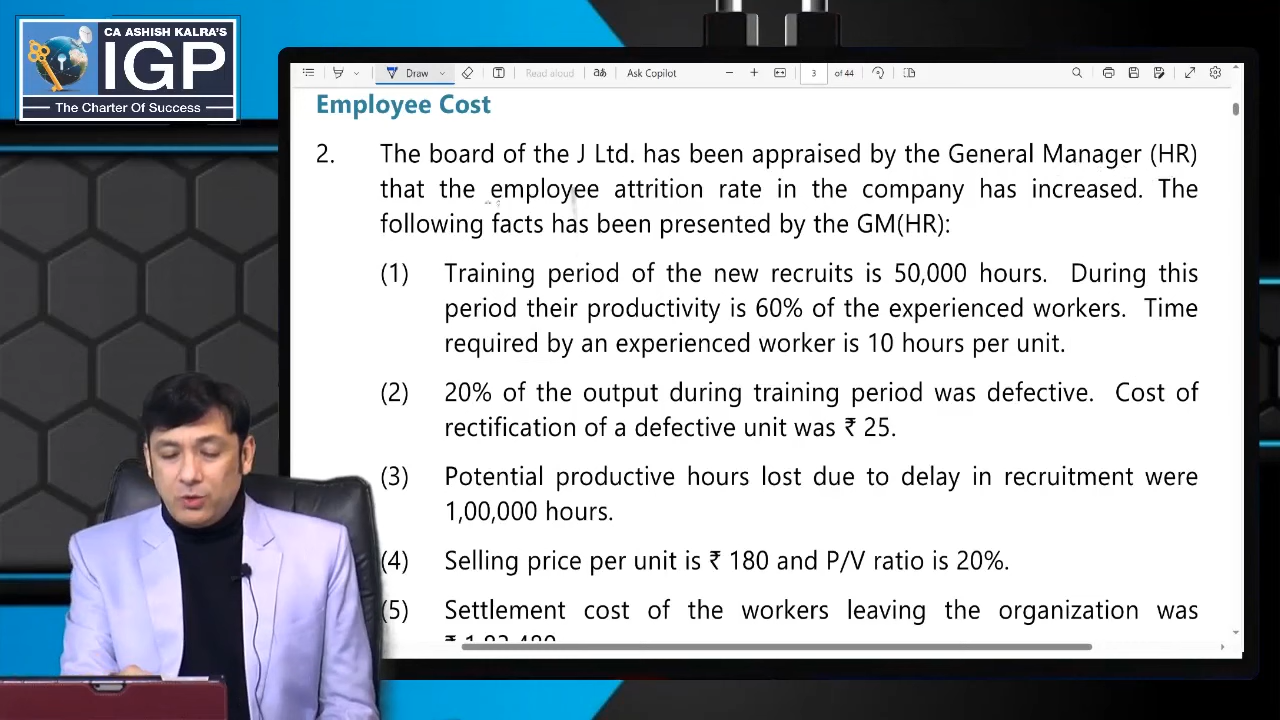 CA ASHISH KALRA'S
IGP
The Charter Of Success
Draw
Read aloud
Ask Copilot
3
of 44
Employee Cost
2. The board of the J Ltd. has been appraised by the General Manager (HR)
that the employee attrition rate in the company has increased. The
following facts has been presented by the GM(HR):
(1) Training period of the new recruits is 50,000 hours. During this
period their productivity is 60% of the experienced workers. Time
required by an experienced worker is 10 hours per unit.
(2) 20% of the output during training period was defective. Cost of
rectification of a defective unit was ₹ 25.
(3) Potential productive hours lost due to delay in recruitment were
1,00,000 hours.
(4) Selling price per unit is ₹ 180 and P/V ratio is 20%.
(5) Settlement cost of the workers leaving the organization was